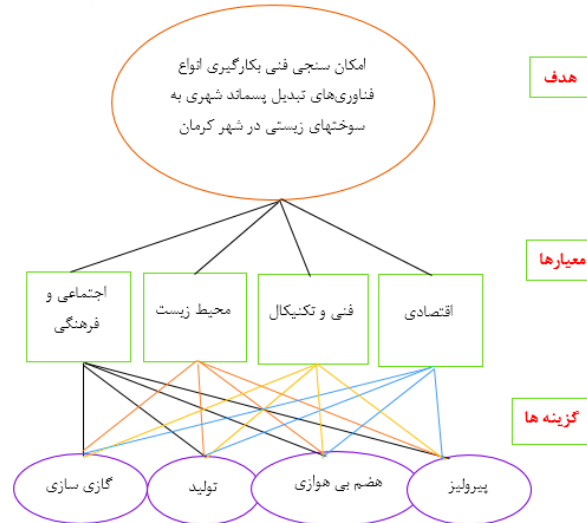 امکان سنجی فنی بکارگیری انواع
فناوری‌های تبدیل پسماند شهری به
سوختهای زیستی در شهر کرمان
هدف
معیارها
اقتصادی
فنی و تکنیکال
محیط زیست
اجتماعی و
فرهنگی
گزینه ها
پیرولیز
هضم بی هوازی
تولید
گازی سازی